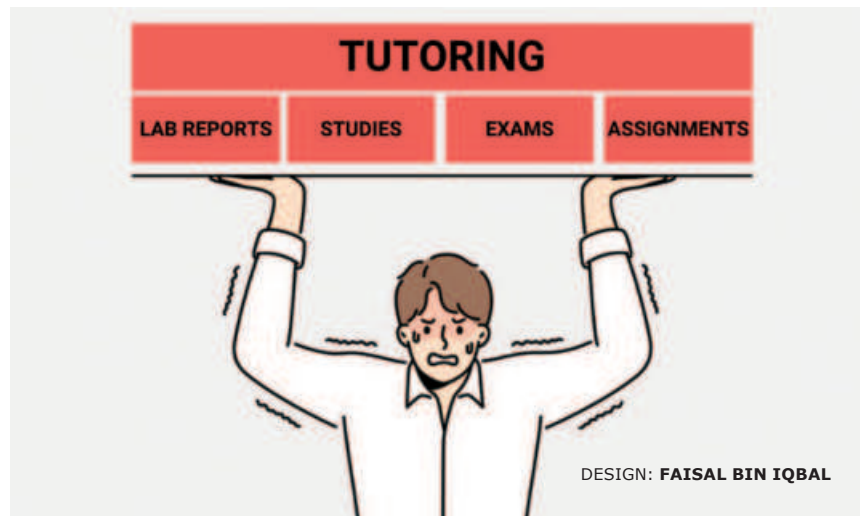 TUTORING
LAB REPORTS STUDIES EXAMS ASSIGNMENTS
DESIGN: FAISAL BIN IQBAL